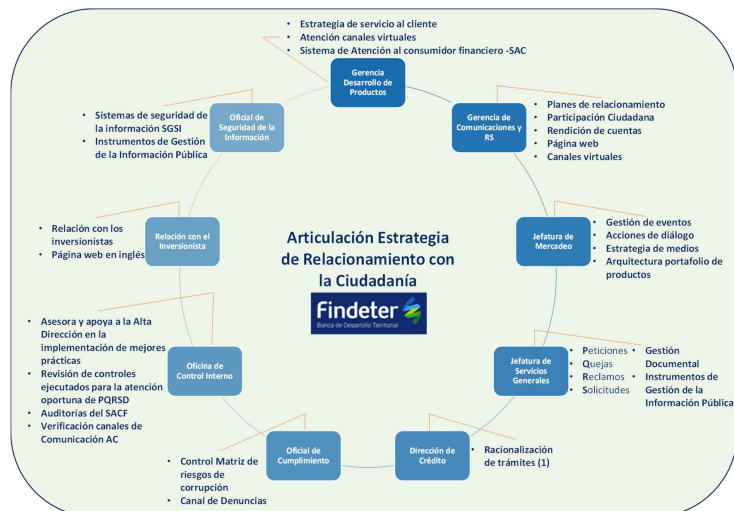 • Estrategia de servicio al cliente
• Atención canales virtuales
• Sistema de Atención al consumidor financiero -SAC
Gerencia
Desarrollo de
Productos
Gerencia de
Comunicaciones y
RS
• Planes de relacionamiento
• Participación Ciudadana
• Rendición de cuentas
• Página web
• Canales virtuales
Jefatura de
Mercadeo
• Gestión de eventos
• Acciones de diálogo
• Estrategia de medios
• Arquitectura portafolio de
productos
Jefatura de
Servicios
Generales
• Peticiones
• Quejas
• Reclamos
• Solicitudes
• Gestión
Documental
• Instrumentos de
Gestión de la
Información Pública
Dirección de
Crédito
• Racionalización
de trámites (1)
Oficial de
Cumplimiento
• Control Matriz de
riesgos de
corrupción
• Canal de Denuncias
Oficina de
Control Interno
• Asesora y apoya a la Alta
Dirección en la
implementación de mejores
prácticas
• Revisión de controles
ejecutados para la atención
oportuna de PQRSD
• Auditorías del SACF
• Verificación canales de
Comunicación AC
Relación con el
Inversionista
• Relación con los
inversionistas
• Página web en inglés
Oficial de
Seguridad de la
Información
• Sistemas de seguridad de
la información SGSI
• Instrumentos de Gestión
de la Información Pública
Articulación Estrategia
de Relacionamiento con
la Ciudadanía
Findeter
Banca de Desarrollo Territorial